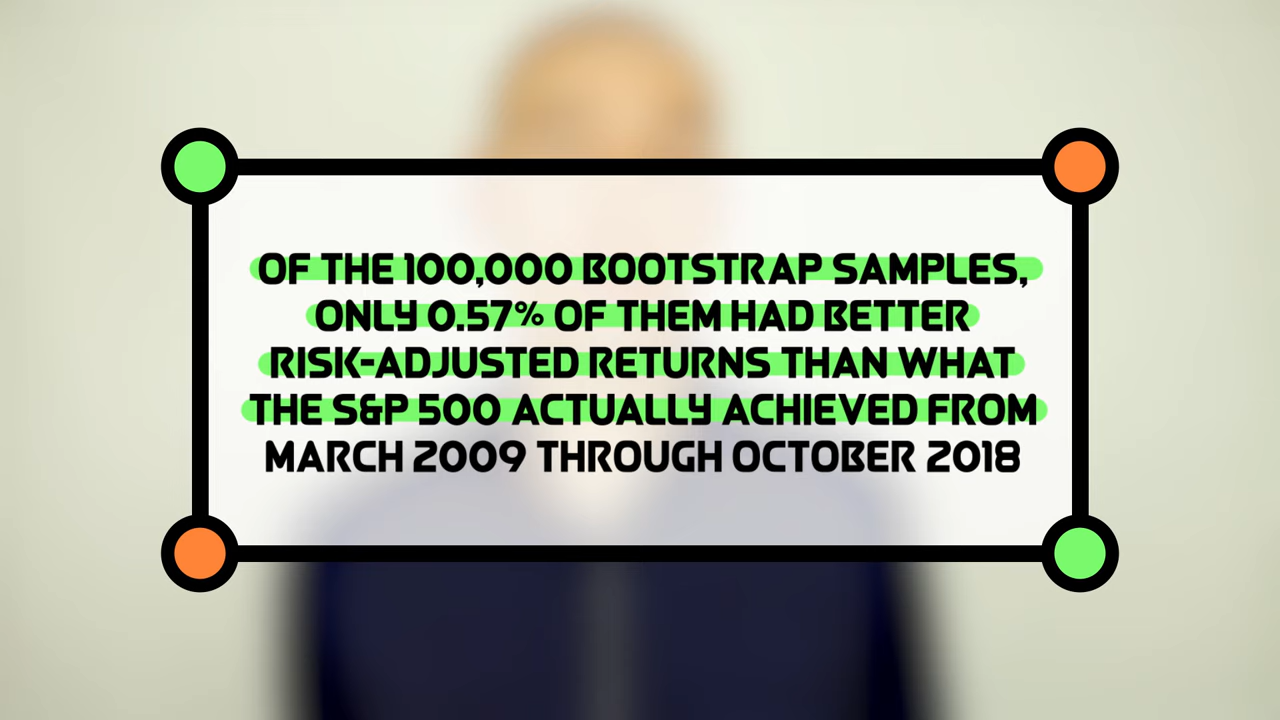 OF THE 100,000 BOOTSTRAP SAMPLES,
ONLY 0.57% OF THEM HAD BETTER
RISK-ADJUSTED RETURNS THAN WHAT
THE S&P 500 ACTUALLY ACHIEVED FROM
MARCH 2009 THROUGH OCTOBER 2018